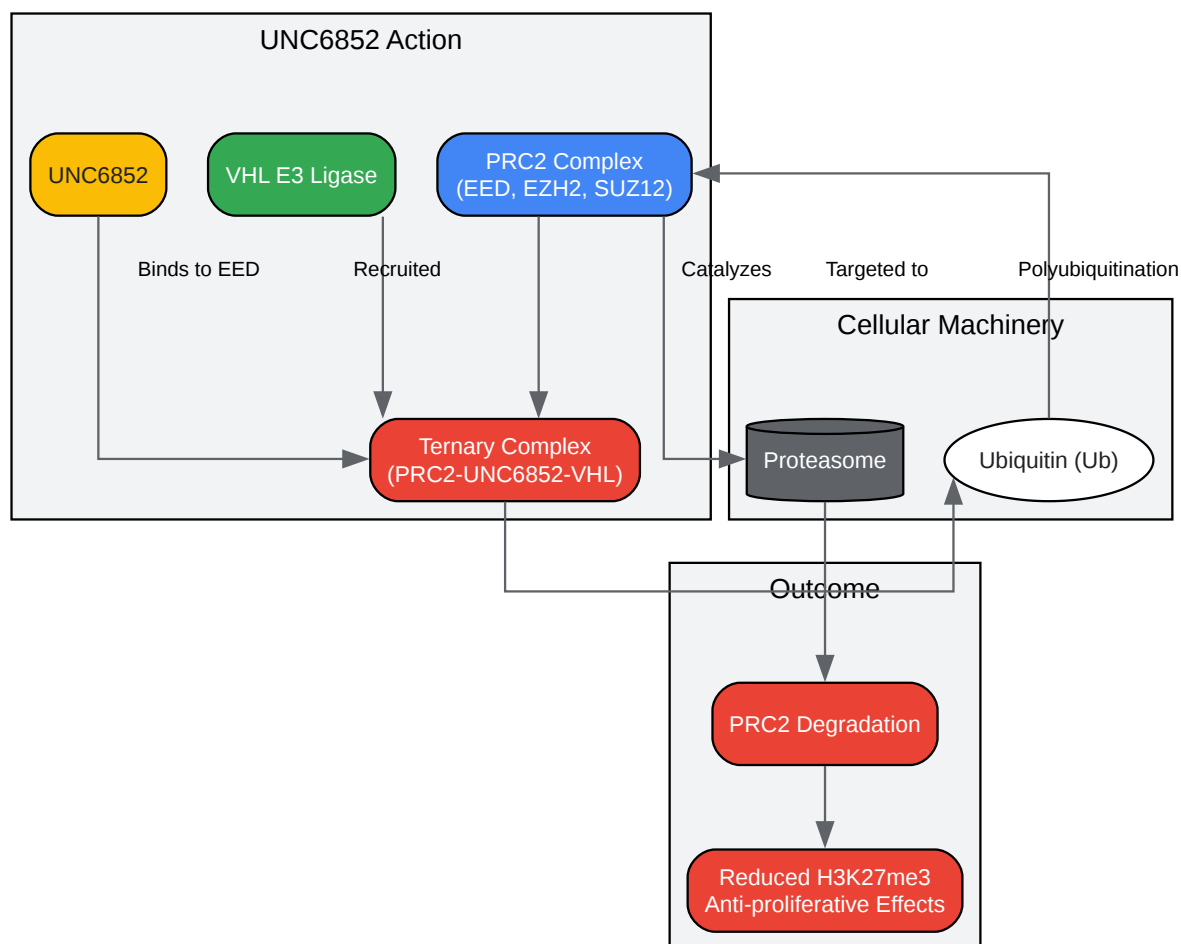 UNC6852 Action
UNC6852
VHL E3 Ligase
PRC2 Complex
(EED, EZH2, SUZ12)
Binds to EED
Recruited
Catalyzes
Targeted to
Polyubiquitination
Cellular Machinery
Ternary Complex
(PRC2-UNC6852-VHL)
Proteasome
Ubiquitin (Ub)
Outcome
PRC2 Degradation
Reduced H3K27me3
Anti-proliferative Effects